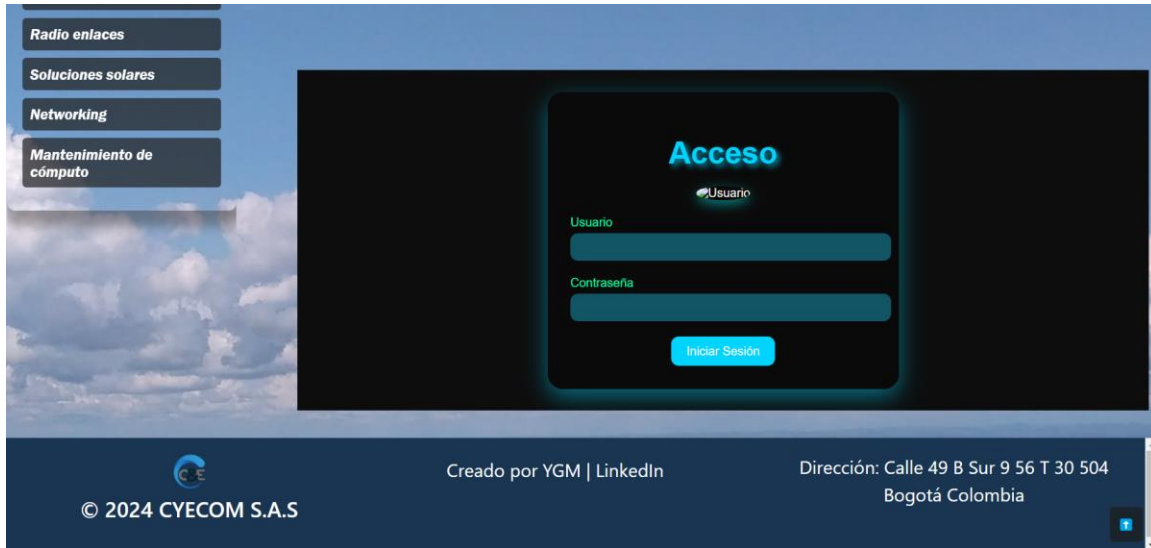 Radio enlaces
Soluciones solares
Networking
Mantenimiento de
cómputo
Acceso
Usuario
Usuario
Contraseña
Iniciar Sesión
C&E
© 2024 CYECOM S.A.S
Creado por YGM | LinkedIn
Dirección: Calle 49 B Sur 9 56 T 30 504
Bogotá Colombia